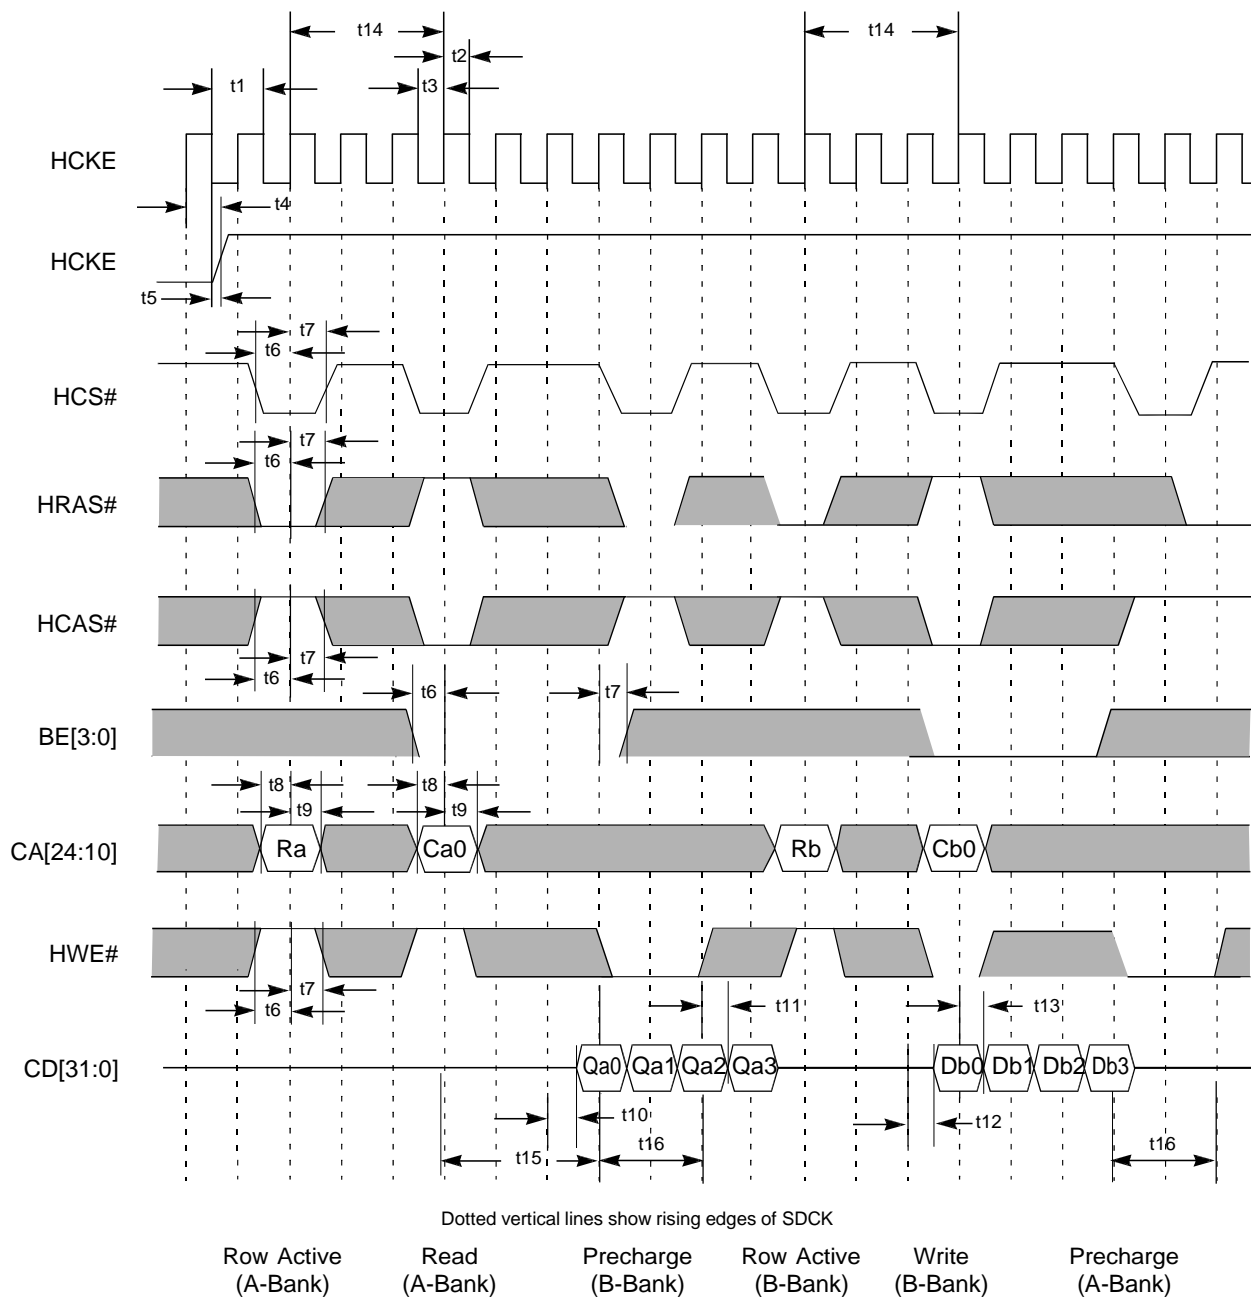 t14 t14
t2
t1 t3
HCKE
t4
HCKE
t5
t7
t6
HCS#
t7
t6
HRAS#
HCAS#
t7
t6
t6 t7
BE[3:0]
t8 t8
t9 t9
CA[24:10] Ra Ca0 Rb Cb0
HWE#
t7
t6
t11 t13
CD[31:0] Qa0 Qa1 Qa2 Qa3 Db0 Db1 Db2 Db3
t10 t12
t15 t16 t16
Dotted vertical lines show rising edges of SDCK
Row Active Read Precharge Row Active Write Precharge
(A-Bank) (A-Bank) (B-Bank) (B-Bank) (B-Bank) (A-Bank)